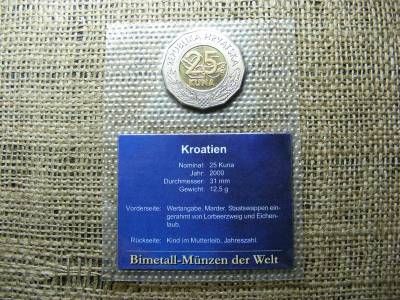 REPUBLIKA HRVATSKA
25
KUNA
Kroatien
Nominal: 25 Kuna
Jahr: 2000
Durchmesser: 31 mm
Gewicht: 12,5 g
Vorderseite: Wertangabe, Marder, Staatswappen ein-
gerahmt von Lorbeerzweig und Eichen-
laub.
Rückseite: Kind im Mutterleib, Jahreszahl.
Bimetall-Münzen der Welt